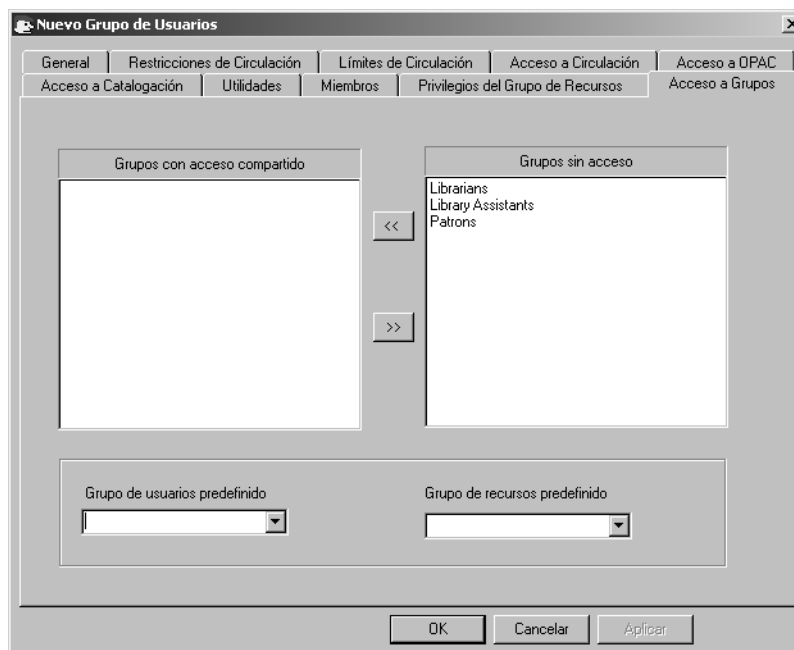 Nuevo Grupo de Usuarios
General
Restricciones de Circulación
Límites de Circulación
Acceso a Circulación
Acceso a OPAC
Acceso a Catalogación
Utilidades
Miembros
Privilegios del Grupo de Recursos
Acceso a Grupos
Grupos con acceso compartido
Grupos sin acceso
Librarians
Library Assistants
Patrons
<<
>>
Grupo de usuarios predefinido
Grupo de recursos predefinido
OK
Cancelar
Aplicar